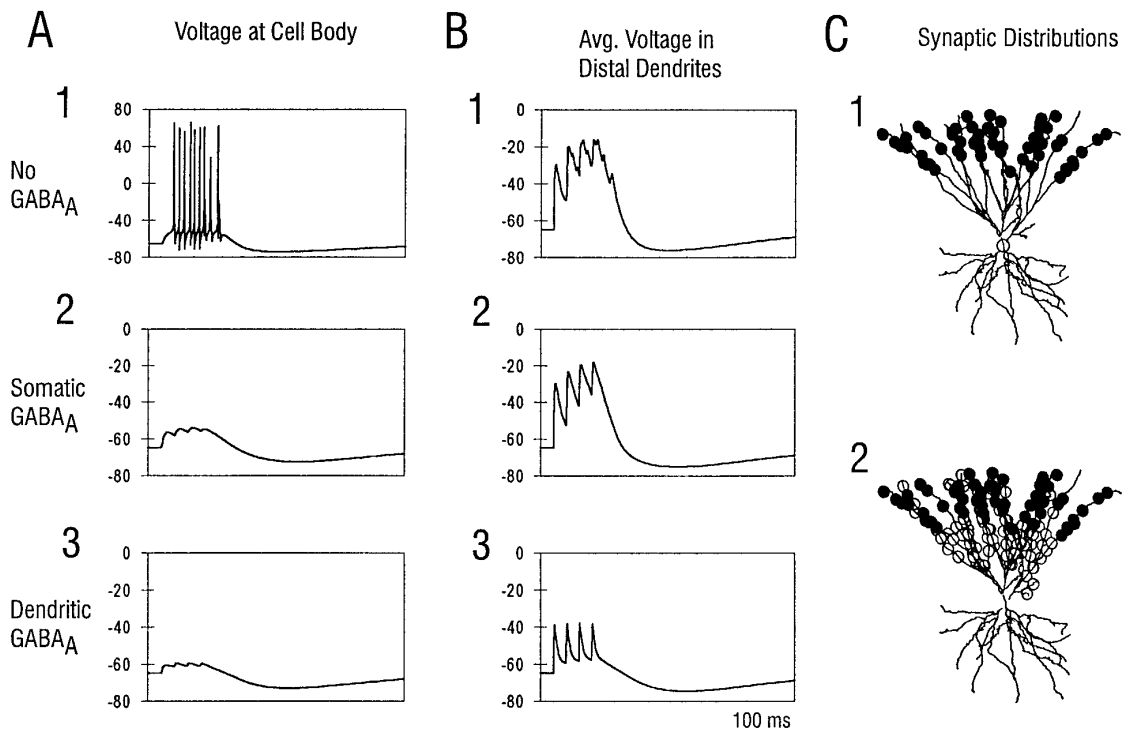 A
Voltage at Cell Body
B
Avg. Voltage in
Distal Dendrites
C
Synaptic Distributions
1
No
GABAA
80
40
0
-40
-80
1
0
-20
-40
-60
-80
1
2
Somatic
GABAA
0
-20
-40
-60
-80
2
0
-20
-40
-60
-80
2
3
Dendritic
GABAA
0
-20
-40
-60
-80
3
0
-20
-40
-60
-80
100 ms